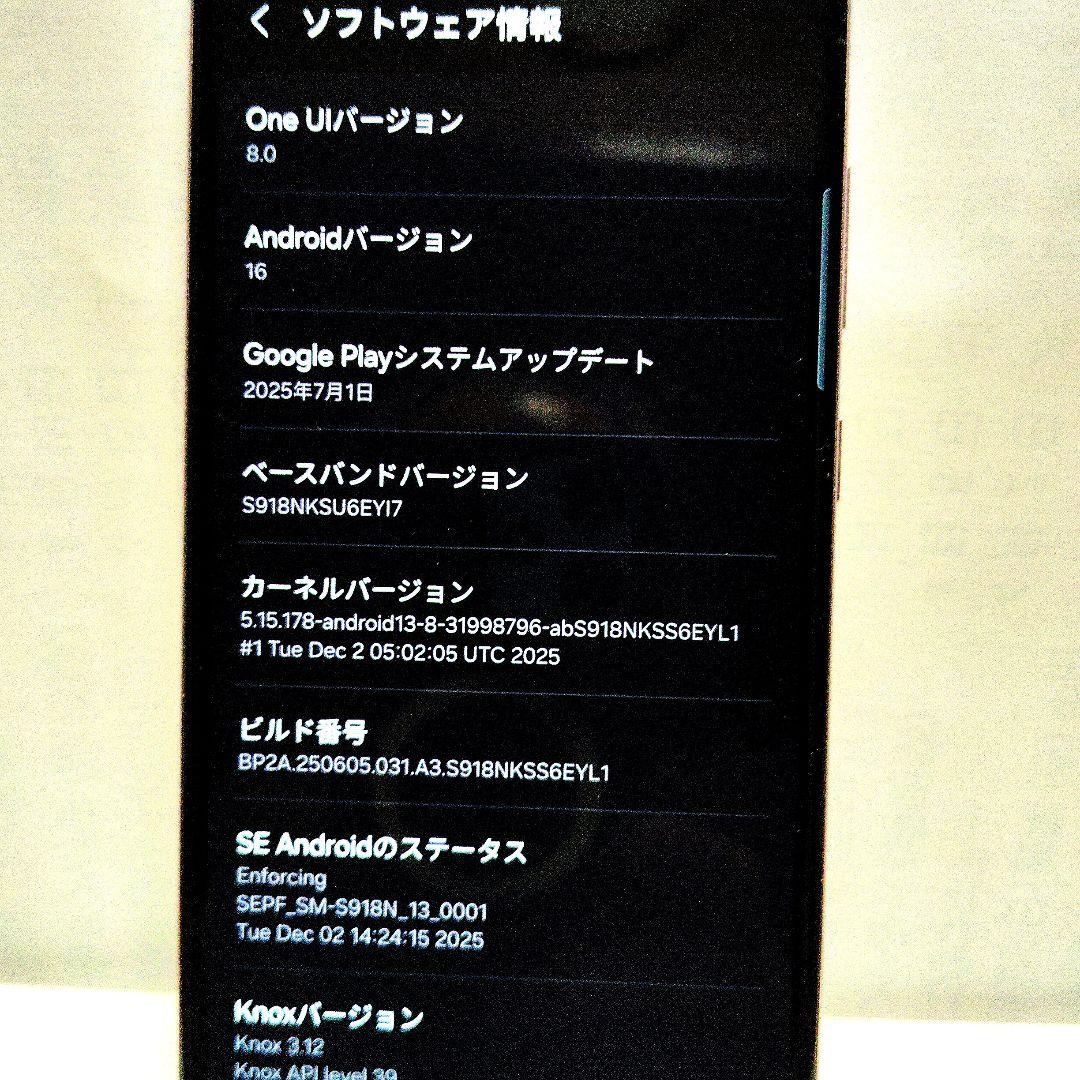 ソフトウェア情報
One UIバージョン
8.0
Androidバージョン
16
Google Playシステムアップデート
2025年7月1日
ベースバンドバージョン
S918NKSU6EYI7
カーネルバージョン
5.15.178-android13-8-31998796-abS918NKSS6EYL1
#1 Tue Dec 2 05:02:05 UTC 2025
ビルド番号
BP2A.250605.031.A3.S918NKSS6EYL1
SE Androidのステータス
Enforcing
SEPF_SM-S918N_13_0001
Tue Dec 02 14:24:15 2025
Knoxバージョン
Knox 3.12
Knox API level 39